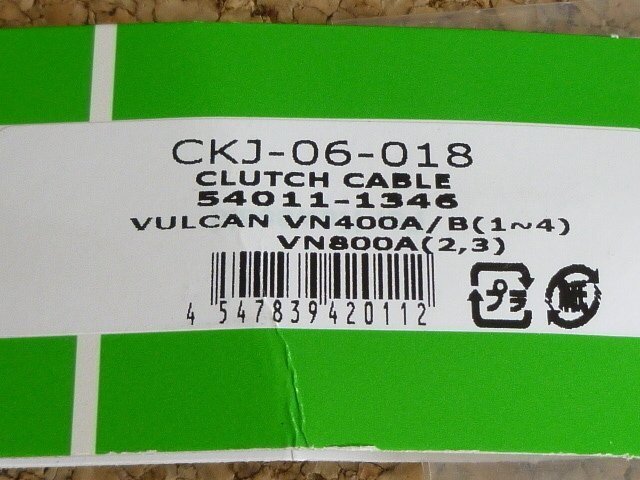 CKJ-06-018
CLUTCH CABLE
54011-1346
VULCAN VN400A/B(1~4)
VN800A(2,3)
4 547839 420112
プラ
紙